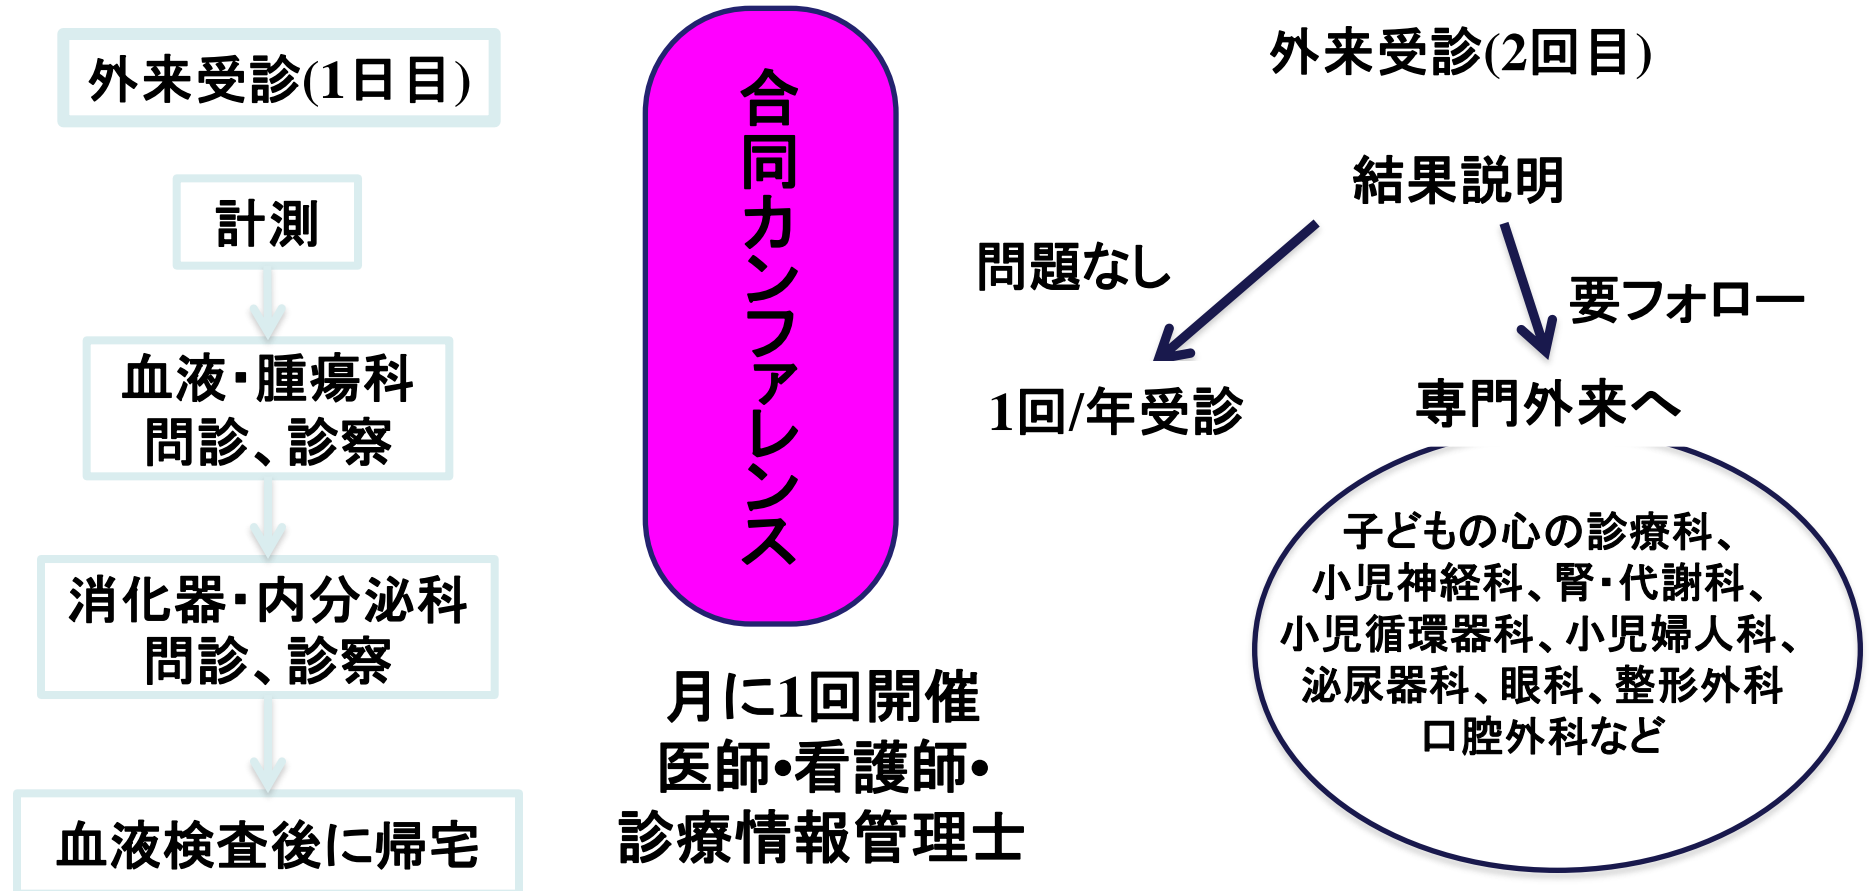 外来受診(1日目)
計測
血液・腫瘍科
問診、診察
消化器・内分泌科
問診、診察
血液検査後に帰宅
合同カンファレンス
月に1回開催
医師•看護師•
診療情報管理士
外来受診(2回目)
結果説明
問題なし
要フォロー
1回/年受診
専門外来へ
子どもの心の診療科、
小児神経科、腎・代謝科、
小児循環器科、小児婦人科、
泌尿器科、眼科、整形外科
口腔外科など